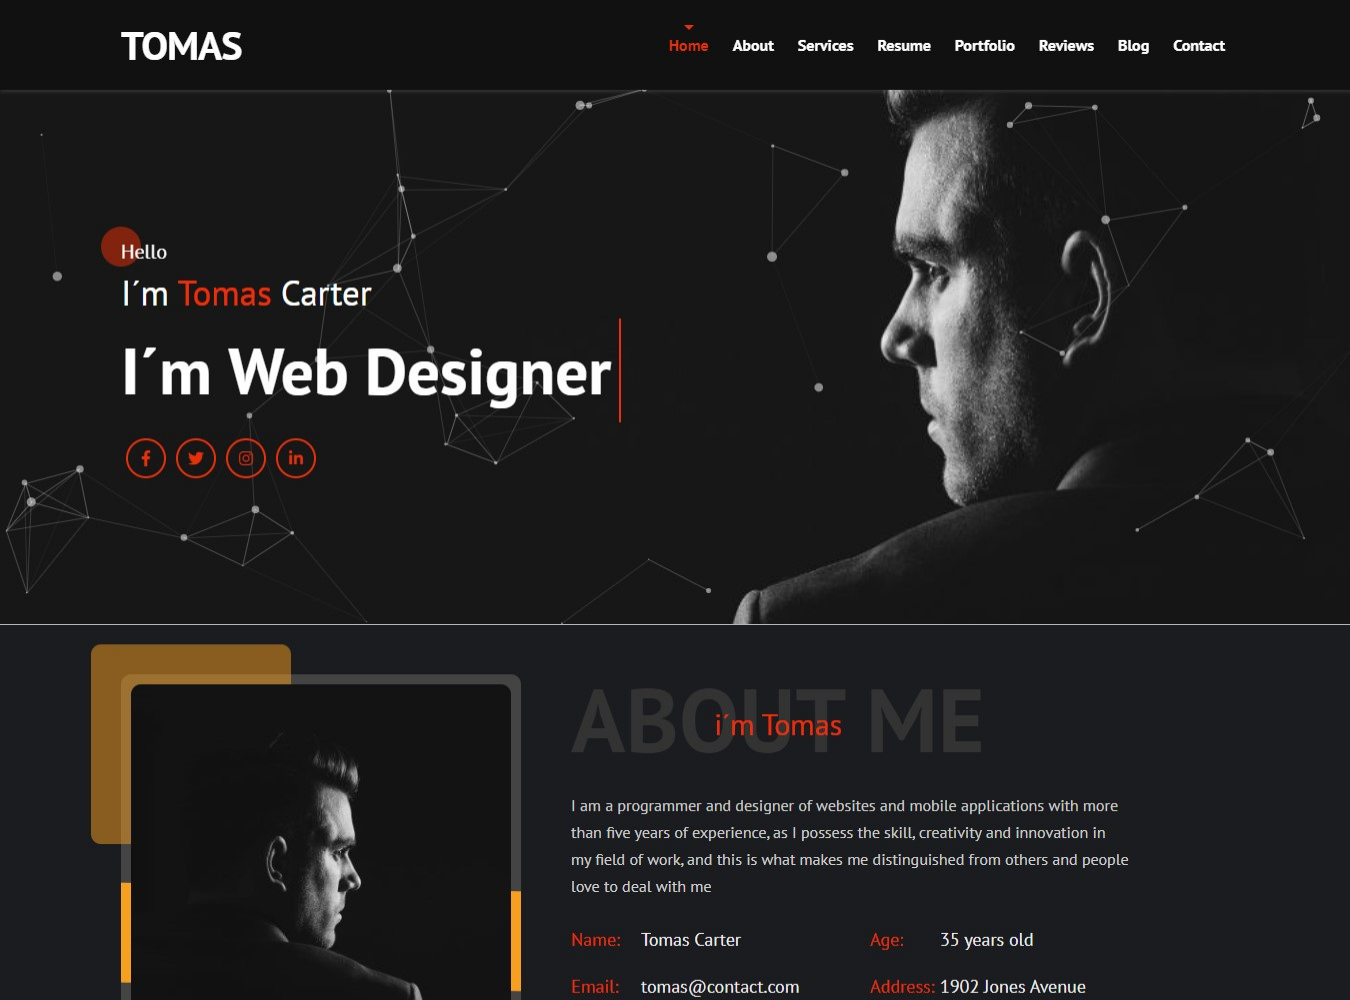 TOMAS
Home About Services Resume Portfolio Reviews Blog Contact
Hello
I´m Tomas Carter
I´m Web Designer
ABOUT ME
i´m Tomas
I am a programmer and designer of websites and mobile applications with more
than five years of experience, as I possess the skill, creativity and innovation in
my field of work, and this is what makes me distinguished from others and people
love to deal with me
Name: Tomas Carter Age: 35 years old
Email: tomas@contact.com Address: 1902 Jones Avenue